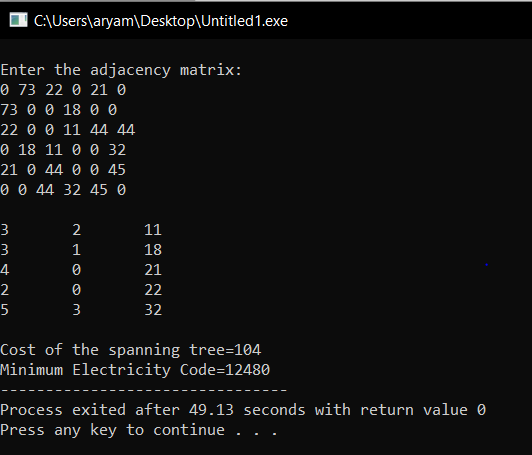 C:\Users\aryam\Desktop\Untitled1.exe
Enter the adjacency matrix:
0 73 22 0 21 0
73 0 0 18 0 0
22 0 0 11 44 44
0 18 11 0 0 32
21 0 44 0 0 45
0 0 44 32 45 0
3 2 11
3 1 18
4 0 21
2 0 22
5 3 32
Cost of the spanning tree=104
Minimum Electricity Code=12480
--------------------------------
Process exited after 49.13 seconds with return value 0
Press any key to continue . . .